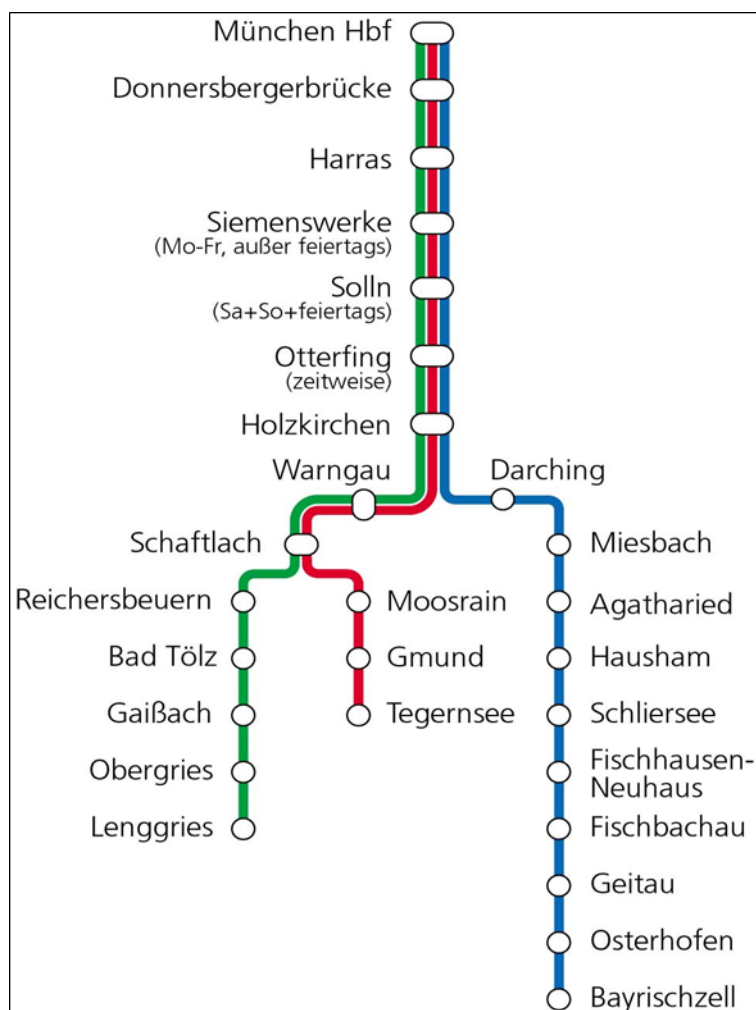 München Hbf
Donnersbergerbrücke
Harras
Siemenswerke
(Mo-Fr, außer feiertags)
Solln
(Sa+So+feiertags)
Otterfing
(zeitweise)
Holzkirchen
Warngau
Darching
Schaftlach
Miesbach
Reichersbeuern
Moosrain
Agatharied
Bad Tölz
Gmund
Hausham
Gaißach
Tegernsee
Schliersee
Obergries
Fischhausen-
Neuhaus
Lenggries
Fischbachau
Geitau
Osterhofen
Bayrischzell